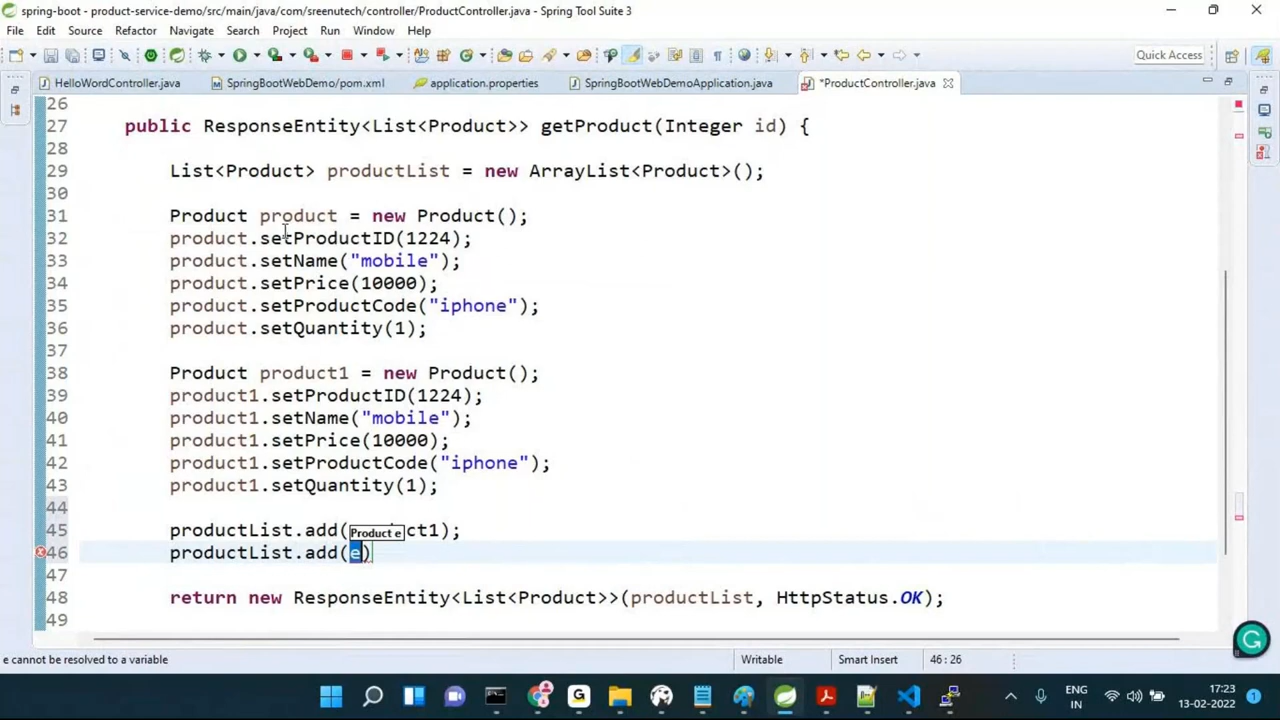 spring-boot - product-service-demo/src/main/java/com/sreenutech/controller/ProductController.java - Spring Tool Suite 3
File Edit Source Refactor Navigate Search Project Run Window Help
Quick Access
HelloWordController.java SpringBootWebDemo/pom.xml application.properties SpringBootWebDemoApplication.java *ProductController.java
26
27 public ResponseEntity<List<Product>> getProduct(Integer id) {
28
29 List<Product> productList = new ArrayList<Product>();
30
31 Product product = new Product();
32 product.setProductID(1224);
33 product.setName("mobile");
34 product.setPrice(10000);
35 product.setProductCode("iphone");
36 product.setQuantity(1);
37
38 Product product1 = new Product();
39 product1.setProductID(1224);
40 product1.setName("mobile");
41 product1.setPrice(10000);
42 product1.setProductCode("iphone");
43 product1.setQuantity(1);
44
45 productList.add( Product e ct1);
46 productList.add(e)
47
48 return new ResponseEntity<List<Product>>(productList, HttpStatus.OK);
49
e cannot be resolved to a variable Writable Smart Insert 46 : 26
ENG
IN
17:23
13-02-2022
1